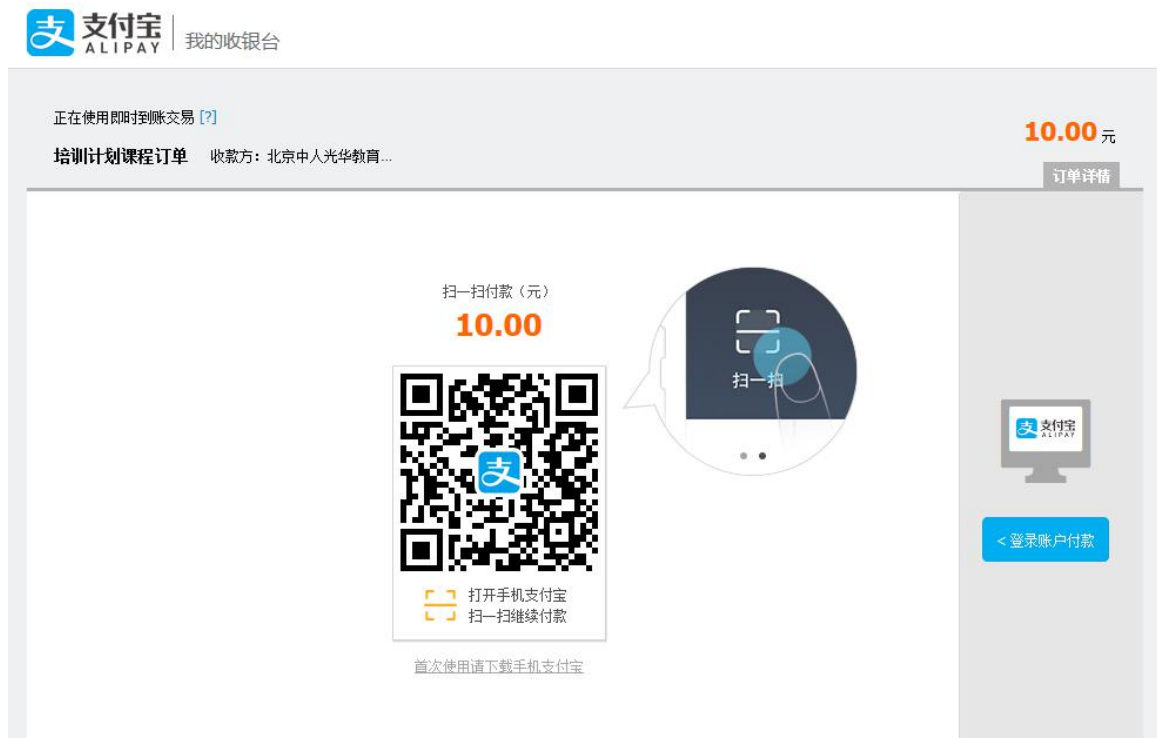 支付宝
ALIPAY
我的收银台
正在使用即时到账交易 [?]
培训计划课程订单 收款方：北京中人光华教育...
10.00 元
订单详情
扫一扫付款（元）
10.00
扫一扫
支
打开手机支付宝
扫一扫继续付款
首次使用请下载手机支付宝
支付宝
ALIPAY
< 登录账户付款